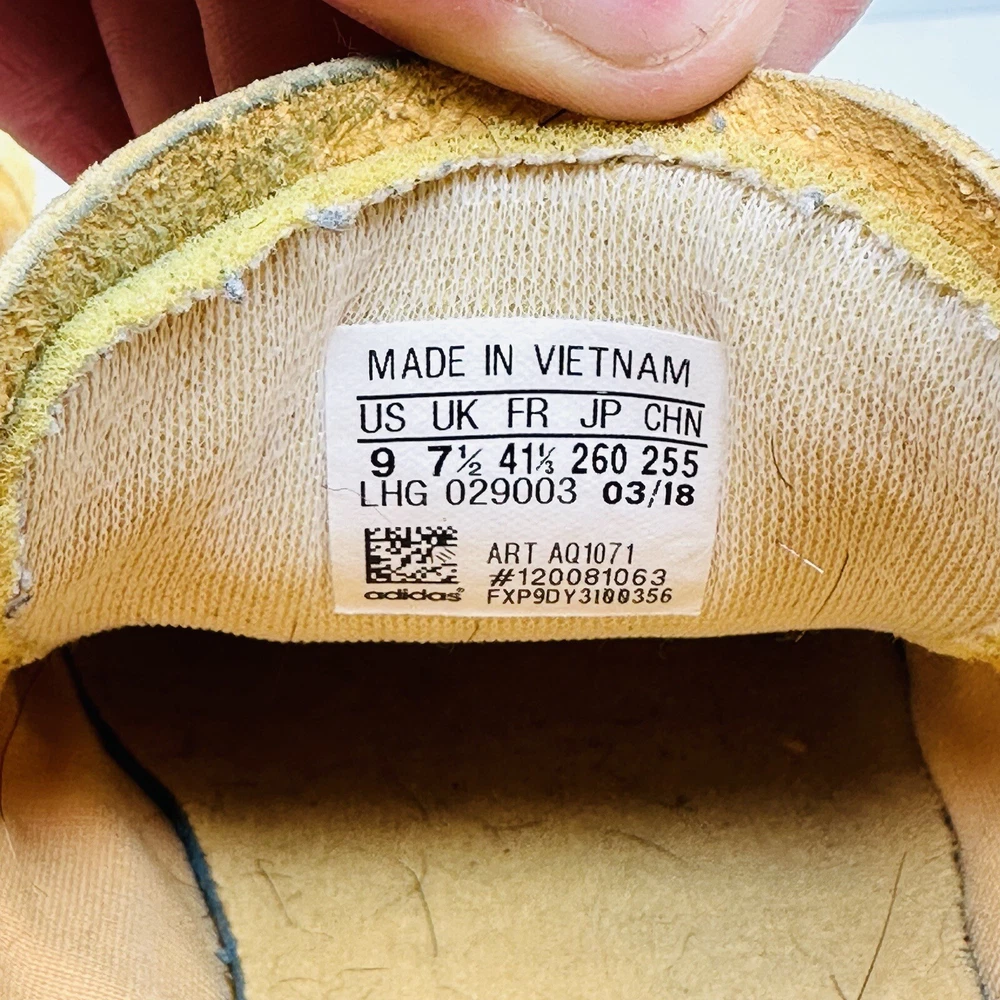 MADE IN VIETNAM
US UK FR JP CHN
9 7½ 41⅓ 260 255
LHG 029003 03/18
ART AQ1071
#120081063
adidas® FXP9DY3100356